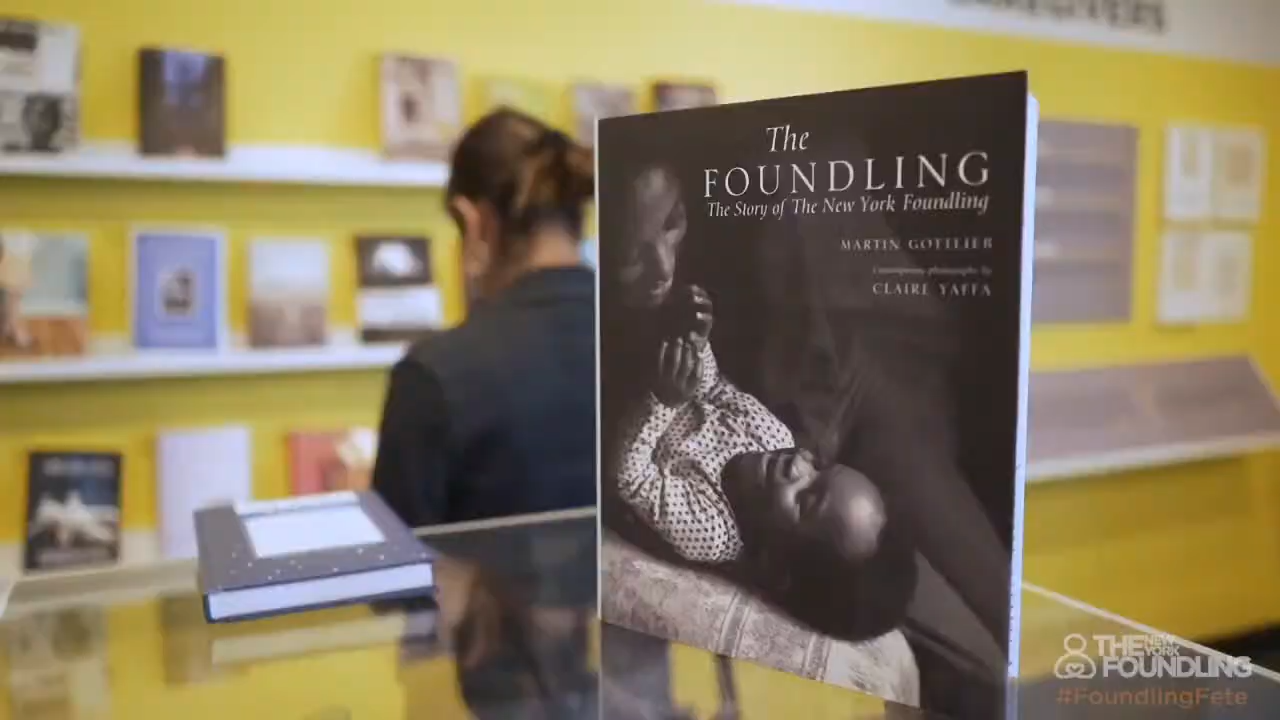 The
FOUNDLING
The Story of The New York Foundling
MARTIN GOTTLIEB
Contemporary photographs by
CLAIRE YAFFA
THE NEW YORK
FOUNDLING
#FoundlingFete